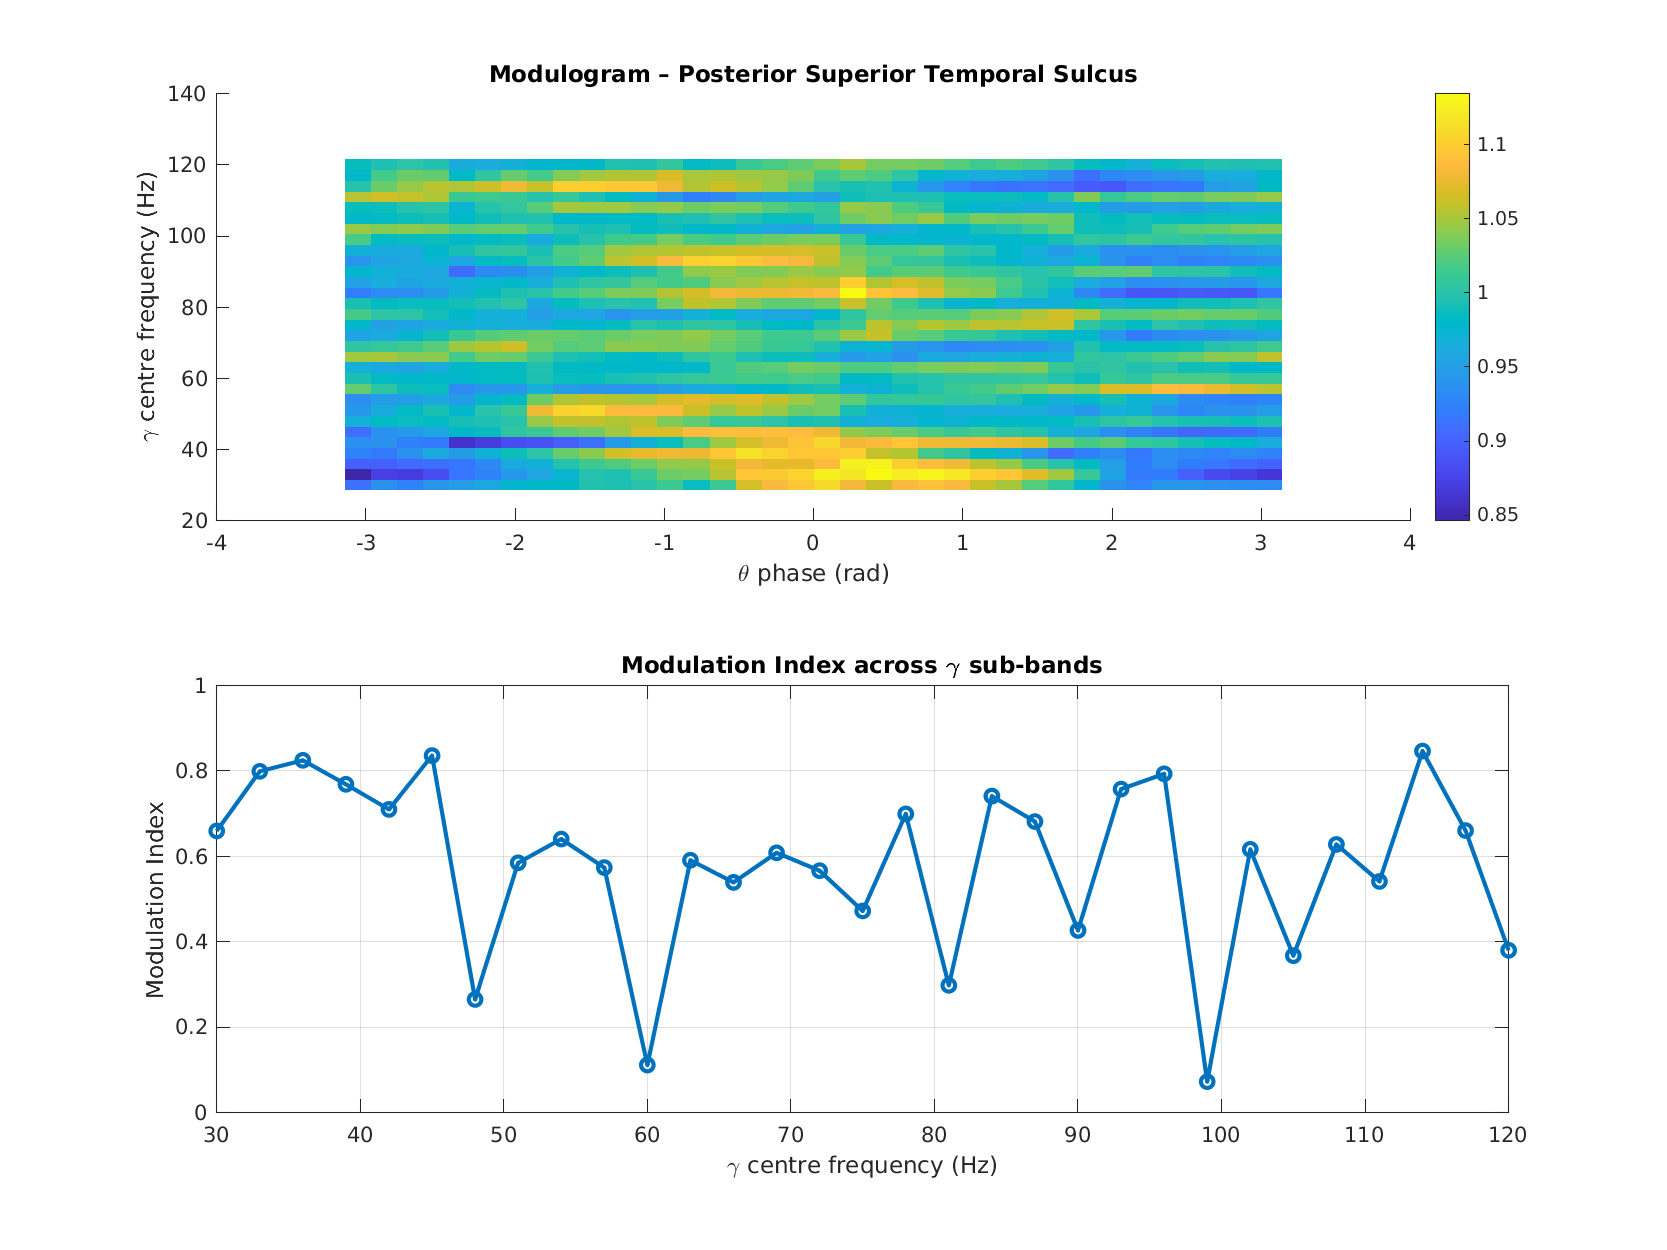 Modulogram – Posterior Superior Temporal Sulcus
γ centre frequency (Hz)
140
120
100
80
60
40
20
-4 -3 -2 -1 0 1 2 3 4
θ phase (rad)
1.1
1.05
1
0.95
0.9
0.85
Modulation Index across γ sub-bands
Modulation Index
1
0.8
0.6
0.4
0.2
0
30 40 50 60 70 80 90 100 110 120
γ centre frequency (Hz)